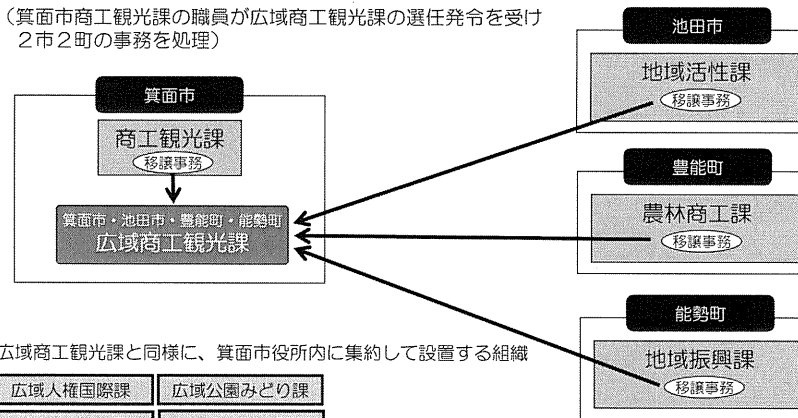 （箕面市商工観光課の職員が広域商工観光課の選任発令を受け
２市２町の事務を処理）
箕面市
商工観光課
移譲事務
箕面市・池田市・豊能町・能勢町
広域商工観光課
池田市
地域活性課
移譲事務
豊能町
農林商工課
移譲事務
能勢町
地域振興課
移譲事務
広域商工観光課と同様に、箕面市役所内に集約して設置する組織
広域人権国際課
広域公園みどり課